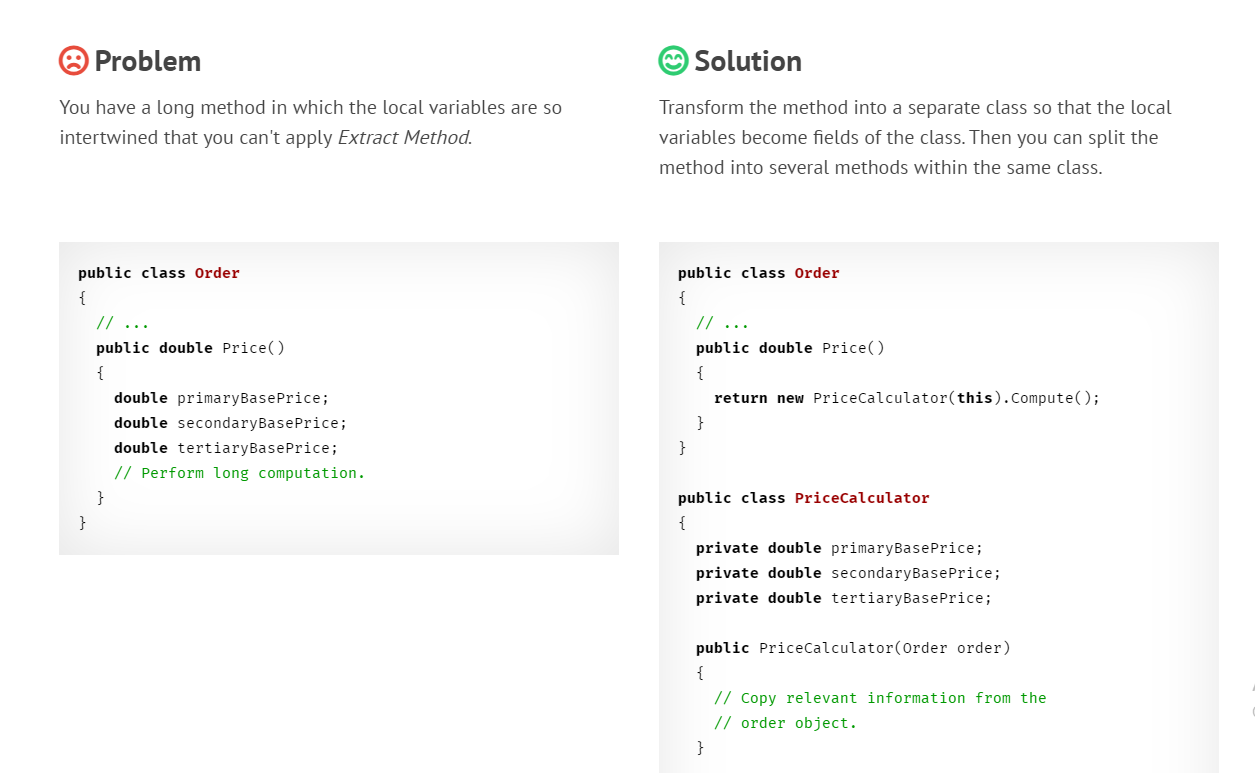 Problem
You have a long method in which the local variables are so
intertwined that you can't apply Extract Method.
public class Order
{
  // ...
  public double Price()
  {
    double primaryBasePrice;
    double secondaryBasePrice;
    double tertiaryBasePrice;
    // Perform long computation.
  }
}
Solution
Transform the method into a separate class so that the local
variables become fields of the class. Then you can split the
method into several methods within the same class.
public class Order
{
  // ...
  public double Price()
  {
    return new PriceCalculator(this).Compute();
  }
}
public class PriceCalculator
{
  private double primaryBasePrice;
  private double secondaryBasePrice;
  private double tertiaryBasePrice;
  public PriceCalculator(Order order)
  {
    // Copy relevant information from the
    // order object.
  }